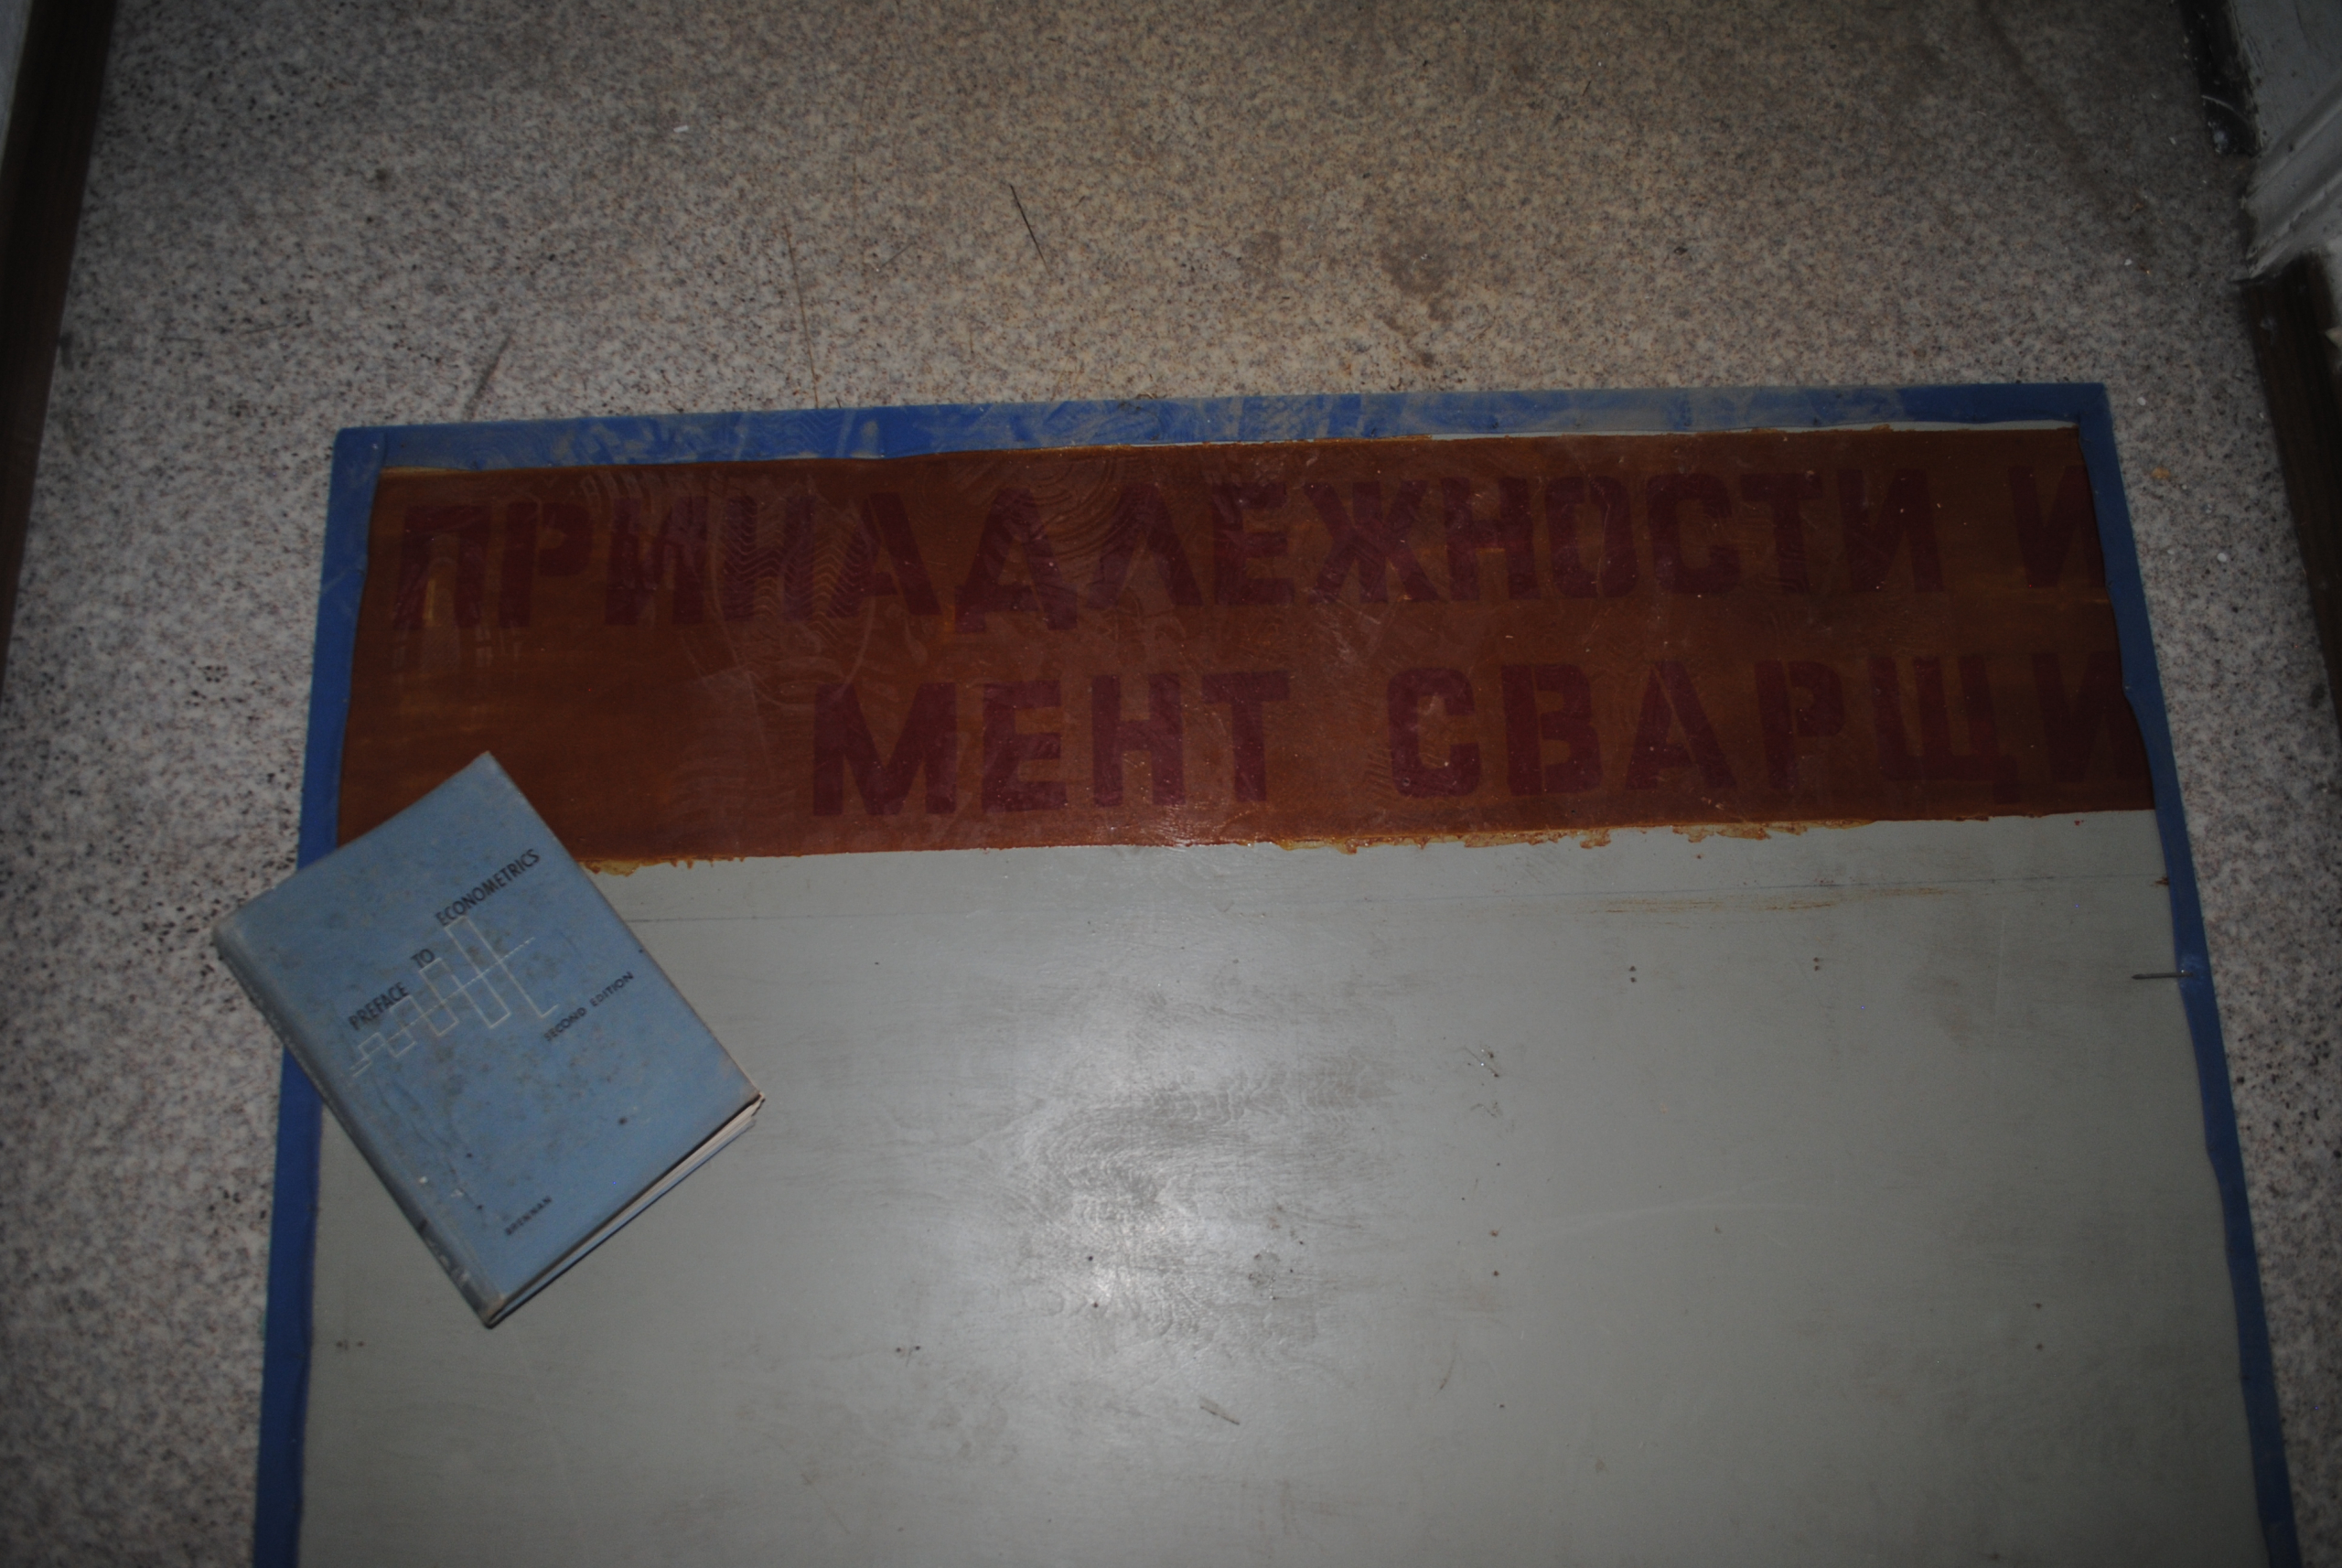 ПРИНАДЛЕЖНОСТИ И
МЕНТ СВАРЩИ
PREFACE TO ECONOMETRICS
SECOND EDITION
BRENNAN